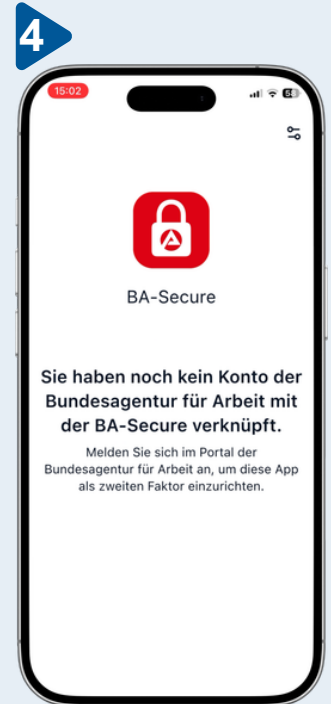 4
15:02
BA-Secure
Sie haben noch kein Konto der
Bundesagentur für Arbeit mit
der BA-Secure verknüpft.
Melden Sie sich im Portal der
Bundesagentur für Arbeit an, um diese App
als zweiten Faktor einzurichten.